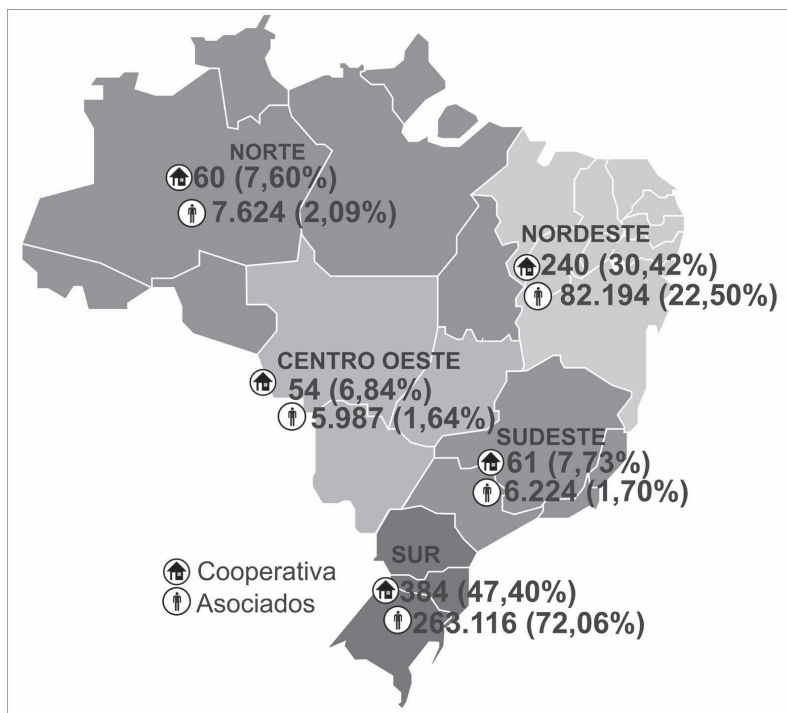 NORTE
60 (7,60%)
7.624 (2,09%)
NORDESTE
240 (30,42%)
82.194 (22,50%)
CENTRO OESTE
54 (6,84%)
5.987 (1,64%)
SUDESTE
61 (7,73%)
6.224 (1,70%)
SUR
384 (47,40%)
263.116 (72,06%)
Cooperativa
Asociados